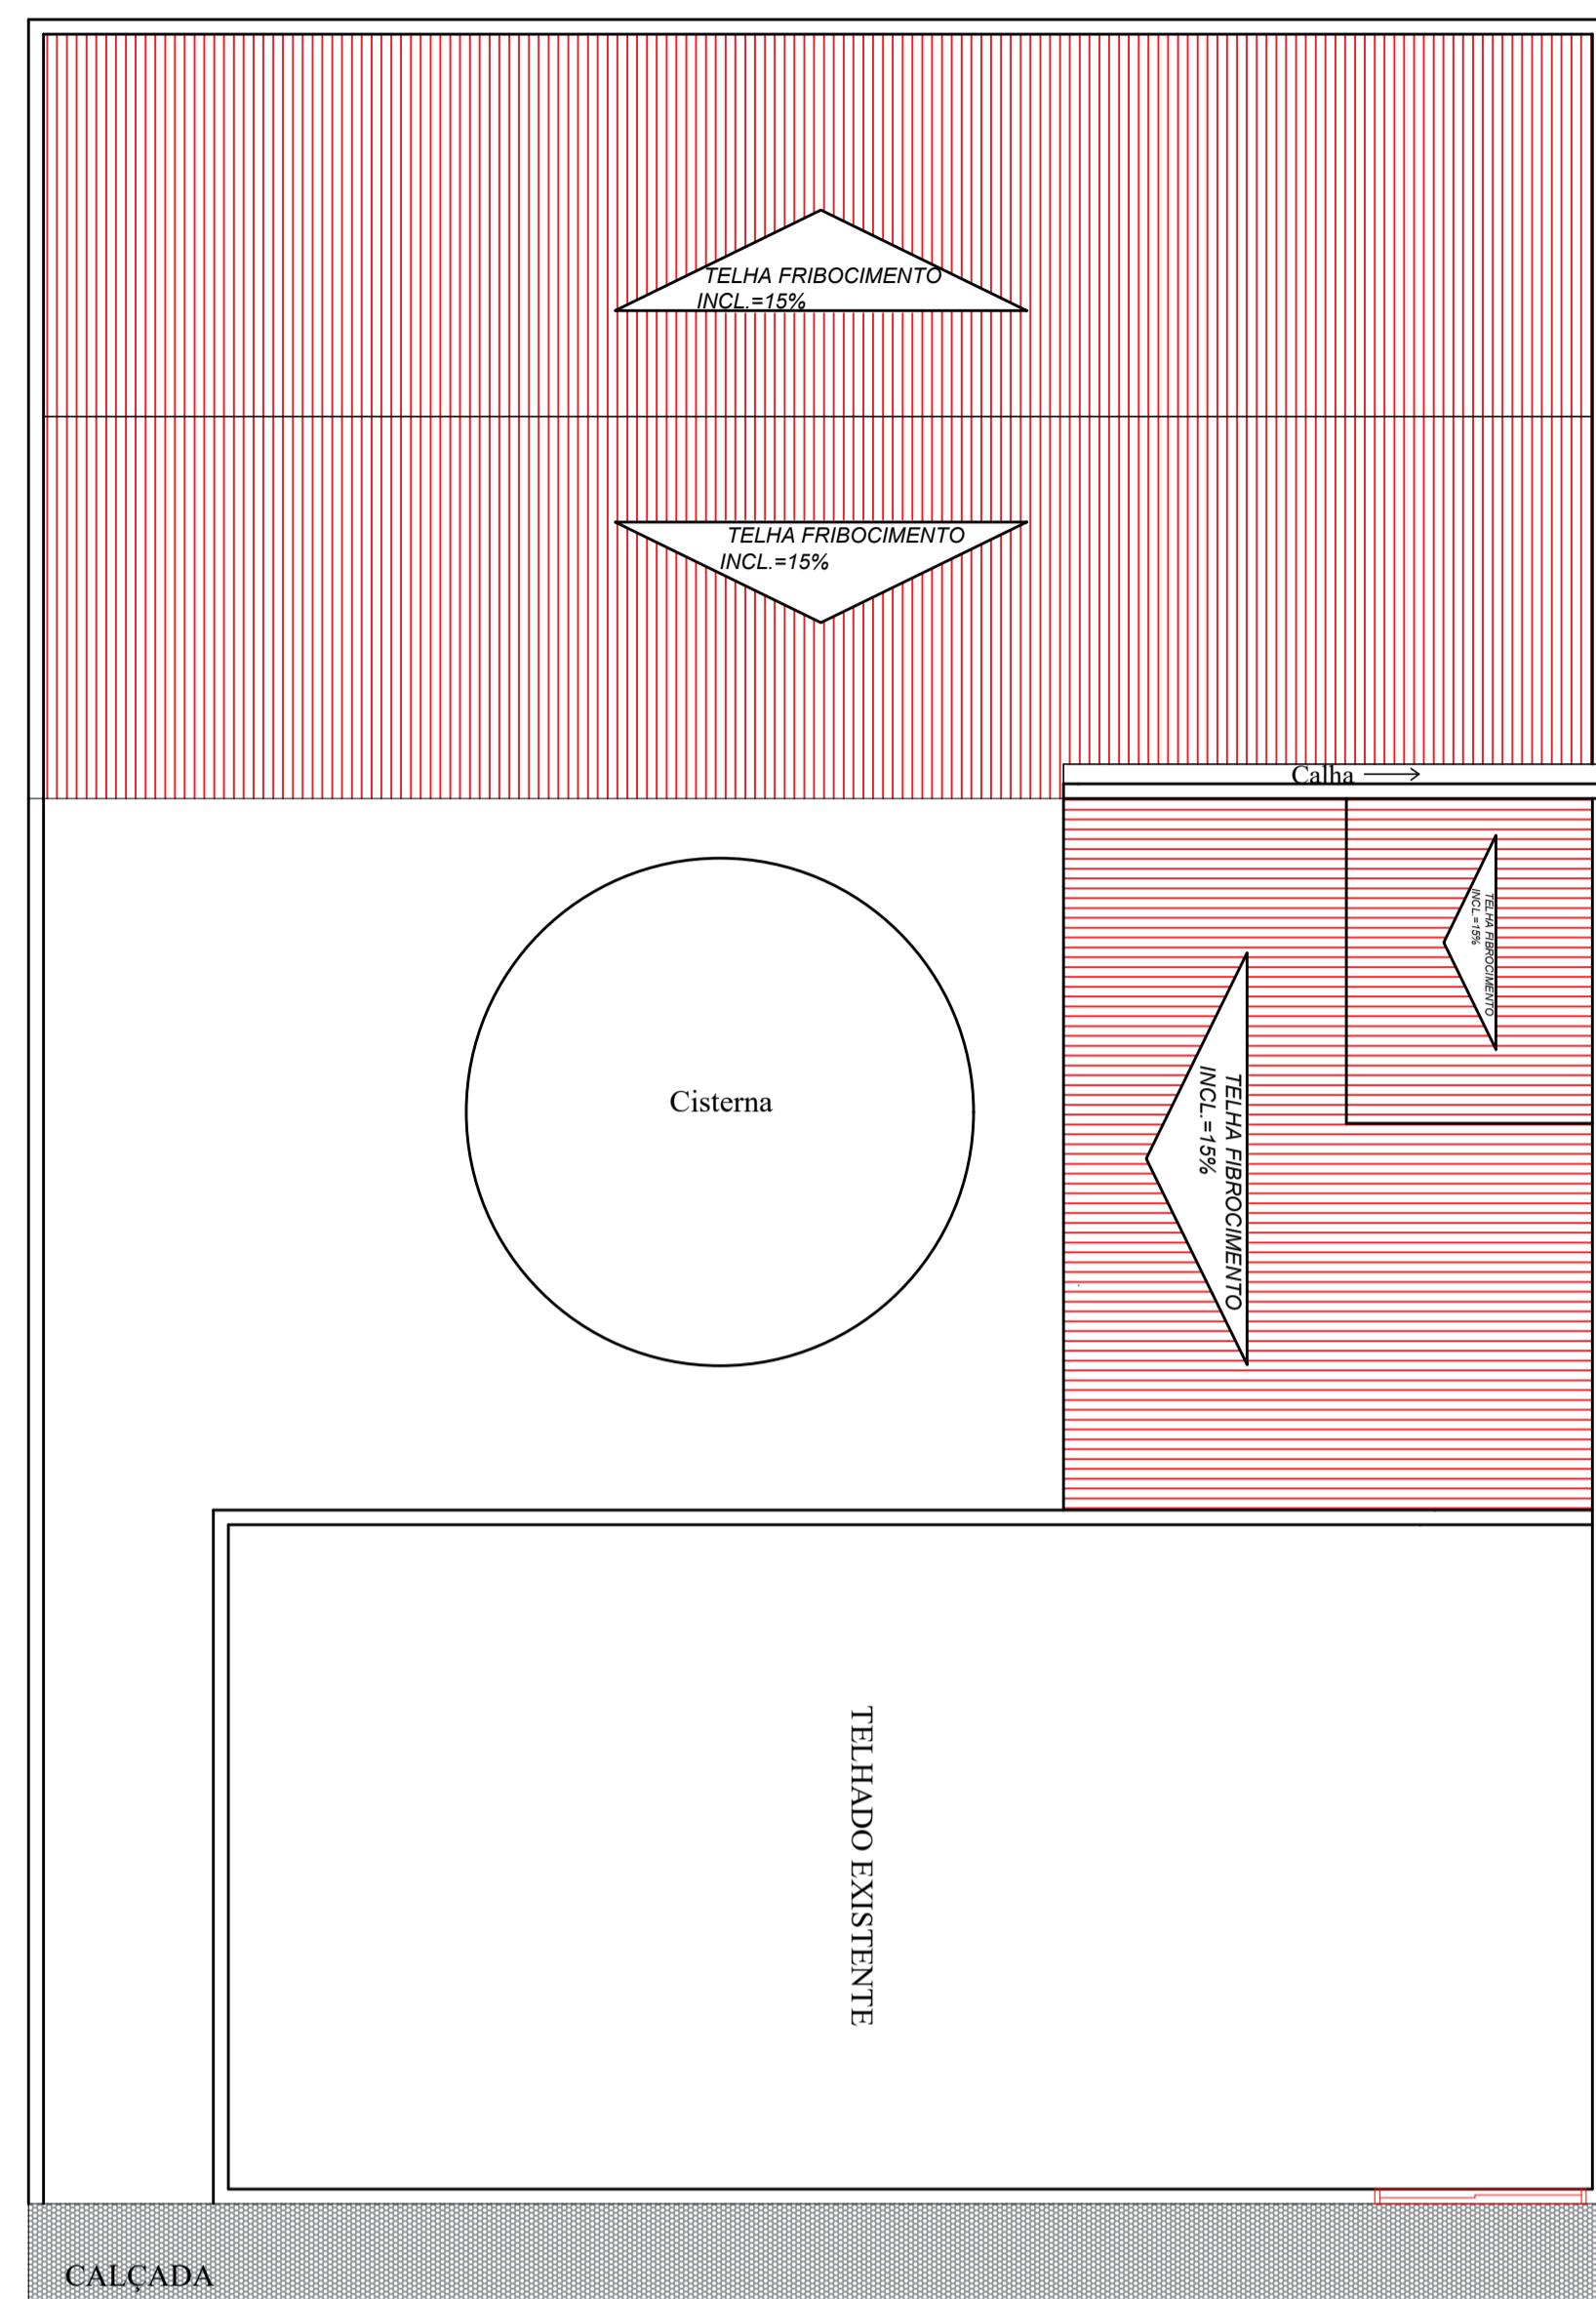 TELHA FRIBOCIMENTO
INCL.=15%
TELHA FRIBOCIMENTO
INCL.=15%
Calha
TELHA FIBROCIMENTO
INCL.=15%
TELHA FIBROCIMENTO
INCL.=15%
Cisterna
TELHADO EXISTENTE
CALÇADA